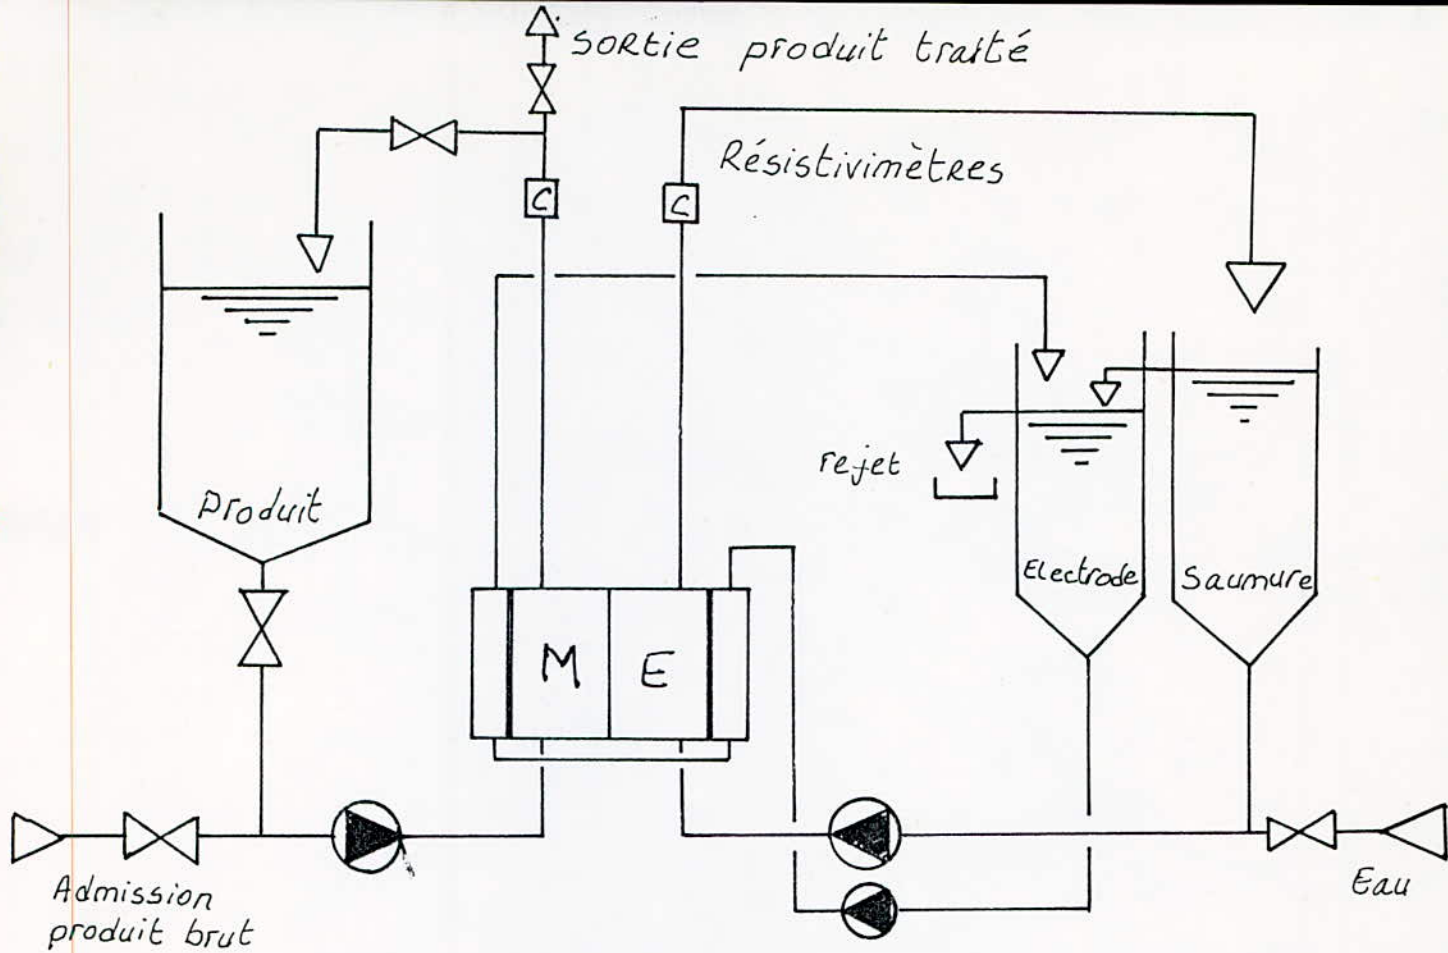 SORTIE produit traité
Résistivimètres
C
C
rejet
Produit
Electrode
Saumure
M
E
Admission
produit brut
Eau